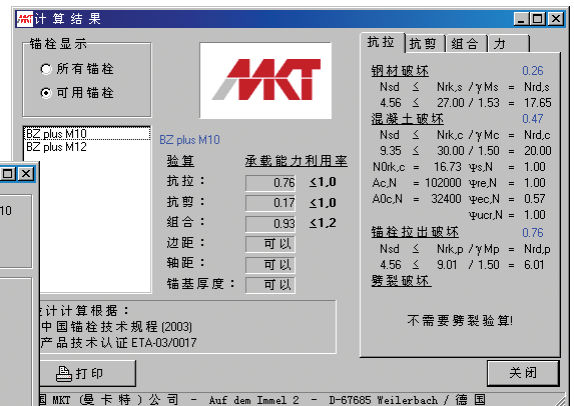 MKT计算结果
锚栓显示
所有锚栓
可用锚栓
MKT
BZ plus M10
BZ plus M12
BZ plus M10
验算 承载能力利用率
抗拉： 0.76 ≤1,0
抗剪： 0.17 ≤1,0
组合： 0.93 ≤1,2
边距： 可以
轴距： 可以
锚基厚度： 可以
计计算根据：
中国锚栓技术规程(2003)
产品技术认证ETA-03/0017
打印
抗拉 抗剪 组合 力
钢材破坏 0.26
Nsd ≤ Nrk,s /γMs = Nrd,s
4.56 ≤ 27.00 / 1.53 = 17.65
混凝土破坏 0.47
Nsd ≤ Nrk,c /γMc = Nrd,c
9.35 ≤ 30.00 / 1.50 = 20.00
N0rk,c = 16.73 Ψs,N = 1.00
Ac,N = 102000 Ψre,N = 1.00
A0c,N = 32400 Ψec,N = 0.57
Ψucr,N = 1.00
锚栓拉出破坏 0.76
Nsd ≤ Nrk,p /γMp = Nrd,p
4.56 ≤ 9.01 / 1.50 = 6.01
劈裂破坏
不需要劈裂验算!
关闭
10
国 MKT (曼卡特)公司 - Auf dem Immel 2 - D-67685 Weilerbach / 德国